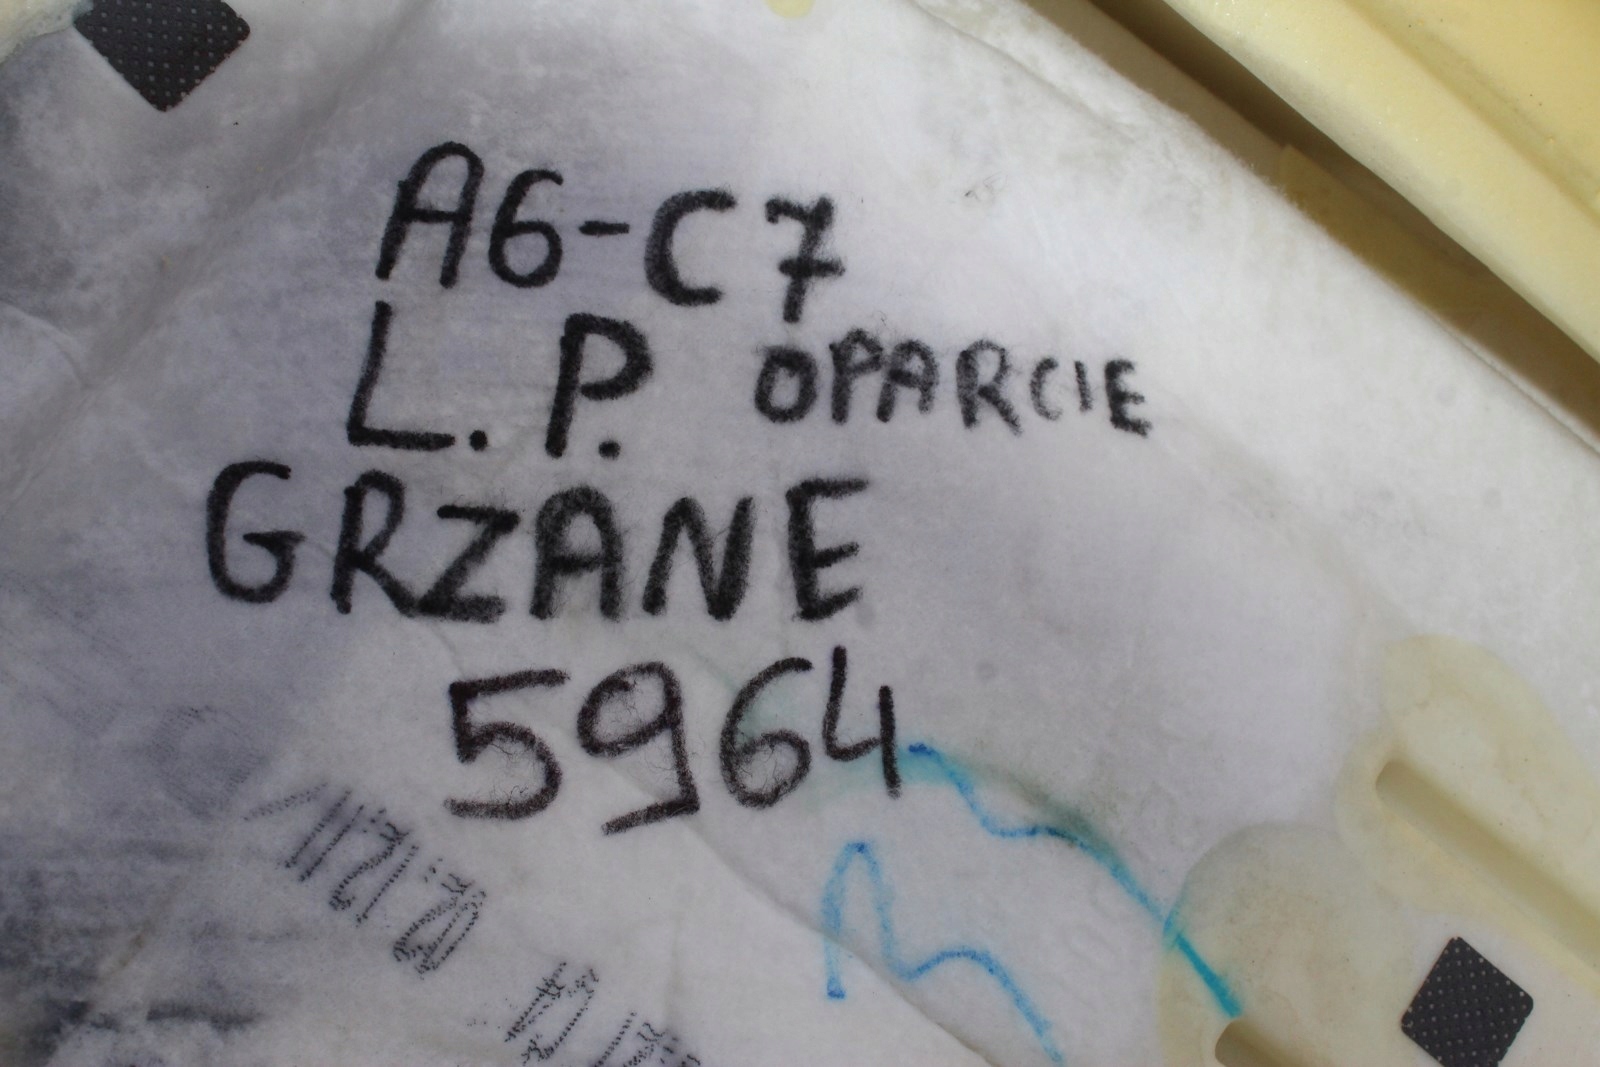 A6-C7
L. P. OPARCIE
GRZANE
5964